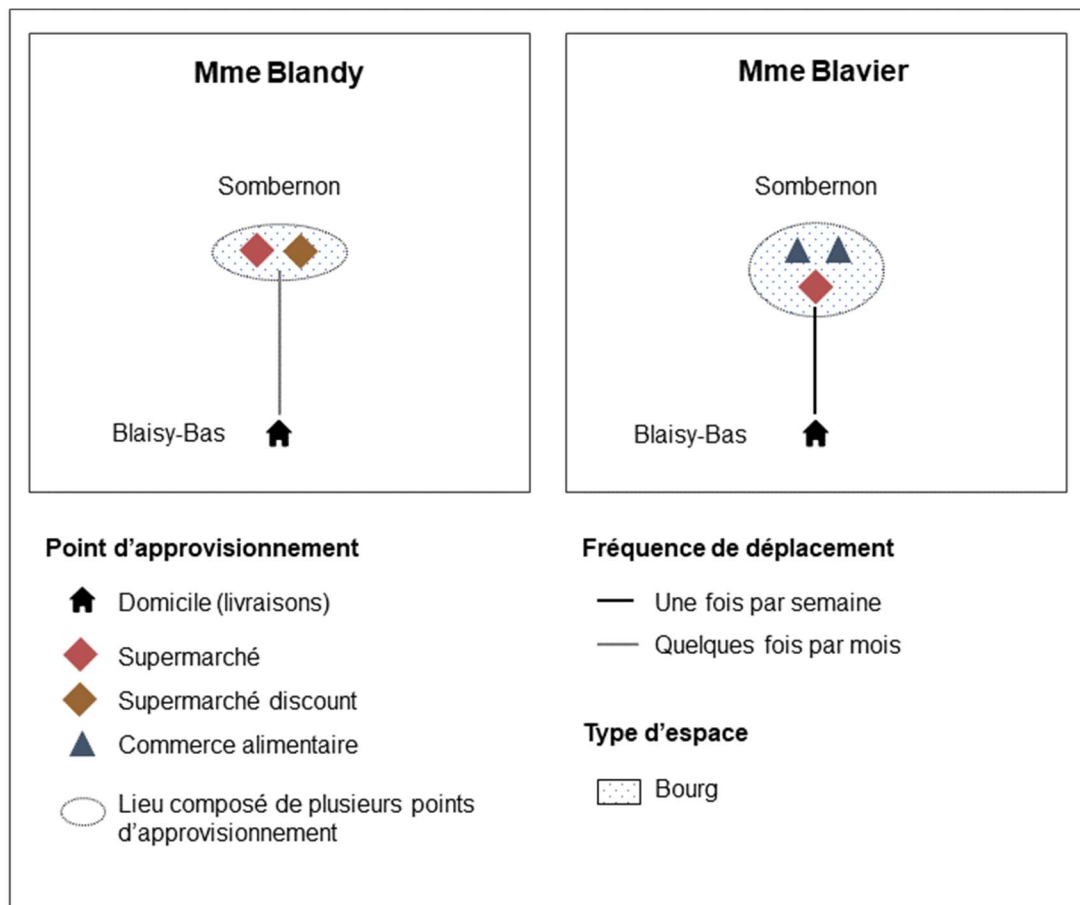 Mme Blandy
Sombernon
Blaisy-Bas
Mme Blavier
Sombernon
Blaisy-Bas
Point d’approvisionnement
Domicile (livraisons)
Supermarché
Supermarché discount
Commerce alimentaire
Lieu composé de plusieurs points
d’approvisionnement
Fréquence de déplacement
Une fois par semaine
Quelques fois par mois
Type d’espace
Bourg